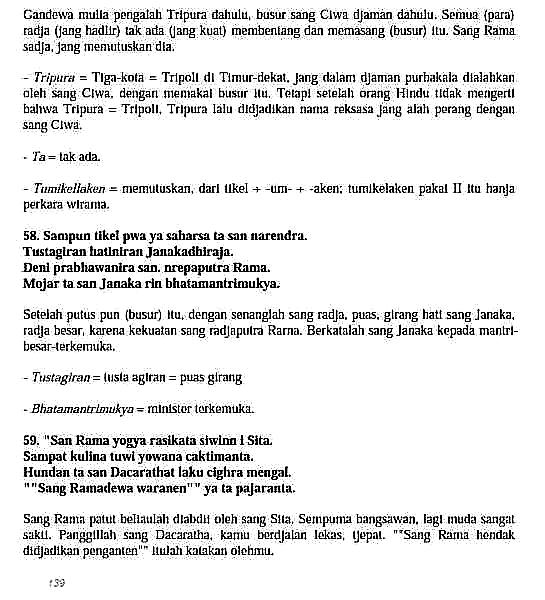 Gandewa mulia pengalah Tripura dahulu, busur sang Ciwa djaman dahulu. Semua (para)
radja (jang hadlir) tak ada (jang kuat) membentang dan memasang (busur) itu. Sang Rama
sadja, jang memutuskan dia.
- Tripura = Tiga-kota = Tripoli di Timur-dekat, jang dalam djaman purbakala dialahkan
oleh sang Ciwa, dengan memakai busur itu. Tetapi setelah orang Hindu tidak mengerti
bahwa Tripura = Tripoli, Tripura lalu didjadikan nama reksasa jang alah perang dengan
sang Ciwa.
- Ta = tak ada.
- Tumikellaken = memutuskan, dari tikel + -um- + -aken; tumikelaken pakai ll itu hanja
perkara wirama.
58. Sampun tikel pwa ya saharsa ta san narendra.
Tustagiran hatiniran Janakadhiraja.
Deni prabhawanira san. nrepaputra Rama.
Mojar ta san Janaka rin bhatamantrimukya.
Setelah putus pun (busur) itu, dengan senanglah sang radja, puas, girang hati sang Janaka,
radja besar, karena kekuatan sang radjaputra Rama. Berkatalah sang Janaka kepada mantri-
besar-terkemuka.
- Tustagiran = tusta agiran = puas girang
- Bhatamantrimukya = minister terkemuka.
59. "San Rama yogya rasikata siwinn i Sita.
Sampat kulina tuwi yowana caktimanta.
Hundan ta san Dacarathat laku cighra mengal.
""Sang Ramadewa waranen"" ya ta pajaranta.
Sang Rama patut beliaulah diabdii oleh sang Sita, Sempurna bangsawan, lagi muda sangat
sakti. Panggillah sang Dacaratha, kamu berdjalan lekas, tjepat. ""Sang Rama hendak
didjadikan penganten"" itulah katakan olehmu.
139